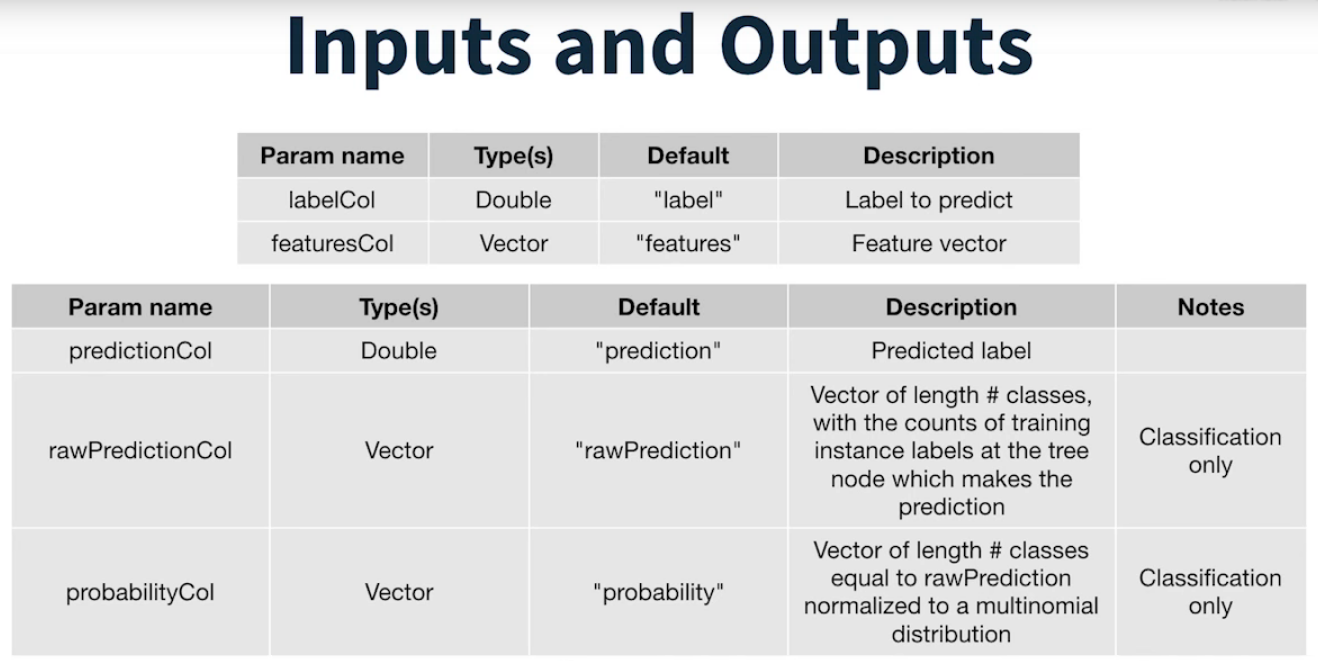 Inputs and Outputs
Param name Type(s) Default Description
labelCol Double "label" Label to predict
featuresCol Vector "features" Feature vector
Param name Type(s) Default Description Notes
predictionCol Double "prediction" Predicted label
rawPredictionCol Vector "rawPrediction" Vector of length # classes,
with the counts of training
instance labels at the tree
node which makes the
prediction
Classification
only
probabilityCol Vector "probability" Vector of length # classes
equal to rawPrediction
normalized to a multinomial
distribution
Classification
only